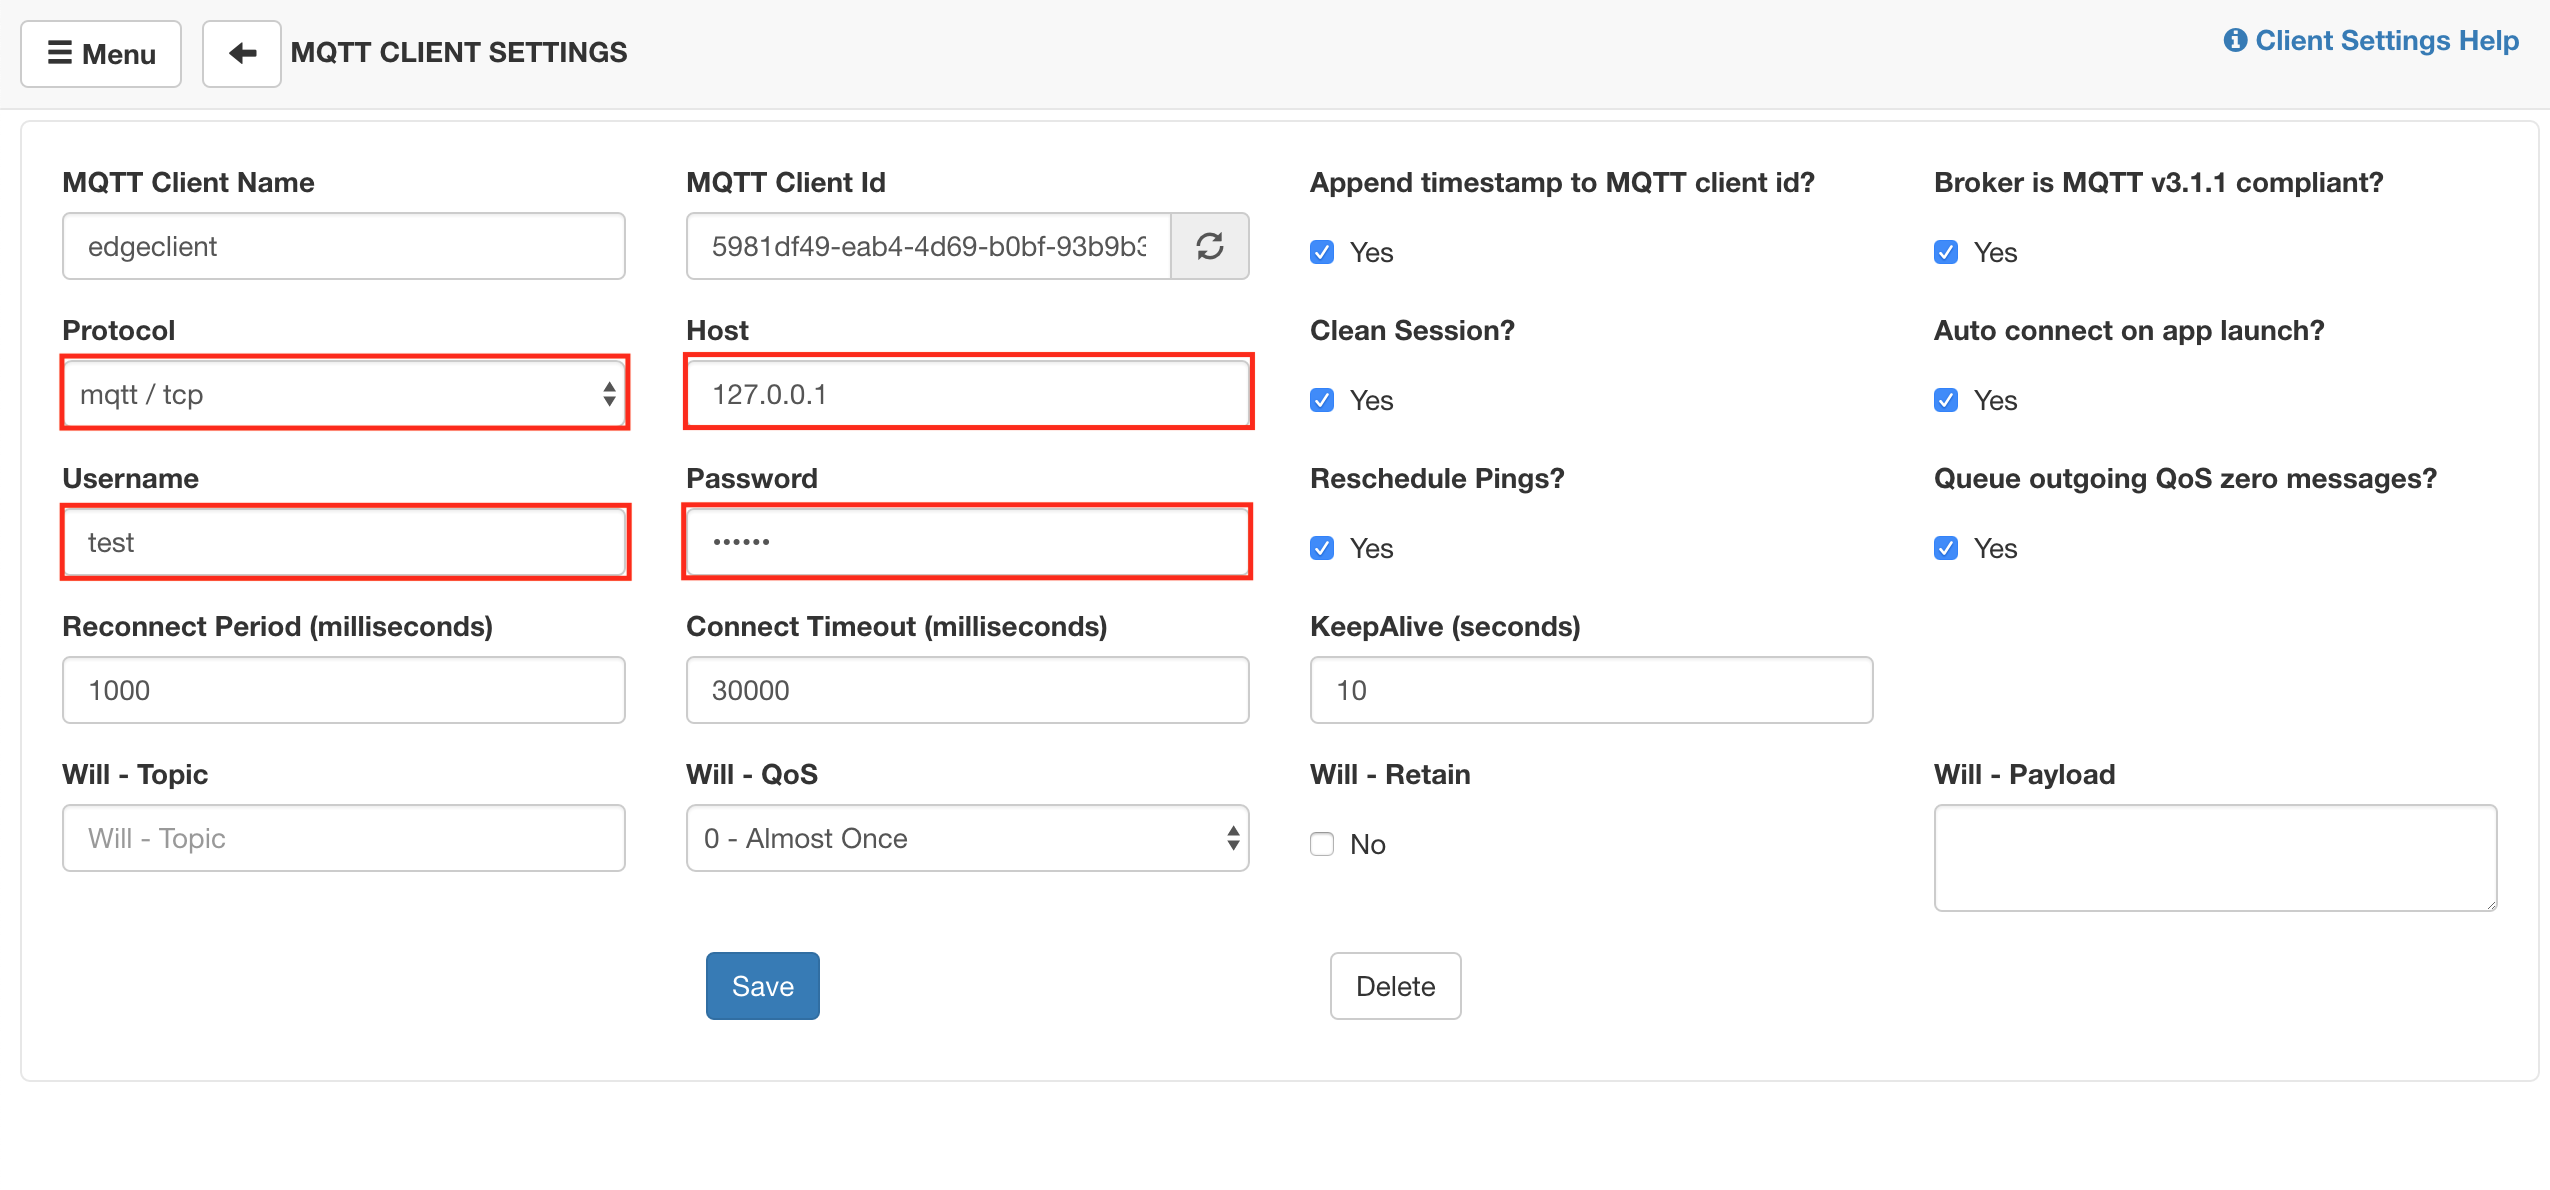 Menu
MQTT CLIENT SETTINGS
Client Settings Help
MQTT Client Name
MQTT Client Id
Append timestamp to MQTT client id?
Broker is MQTT v3.1.1 compliant?
edgeclient
5981df49-eab4-4d69-b0bf-93b9b3
Yes
Yes
Protocol
Host
Clean Session?
Auto connect on app launch?
mqtt / tcp
127.0.0.1
Yes
Yes
Username
Password
Reschedule Pings?
Queue outgoing QoS zero messages?
test
••••••
Yes
Yes
Reconnect Period (milliseconds)
Connect Timeout (milliseconds)
KeepAlive (seconds)
1000
30000
10
Will - Topic
Will - QoS
Will - Retain
Will - Payload
Will - Topic
0 - Almost Once
No
Save
Delete